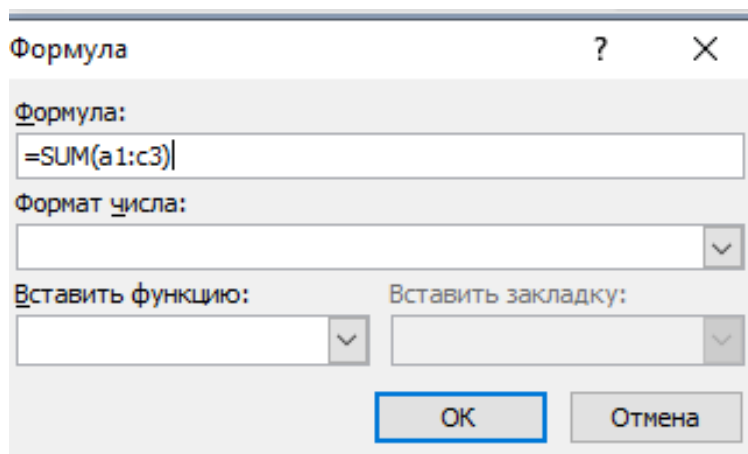 Формула ?
Формула:
=SUM(a1:c3)
Формат числа:
Вставить функцию: Вставить закладку:
ОК Отмена